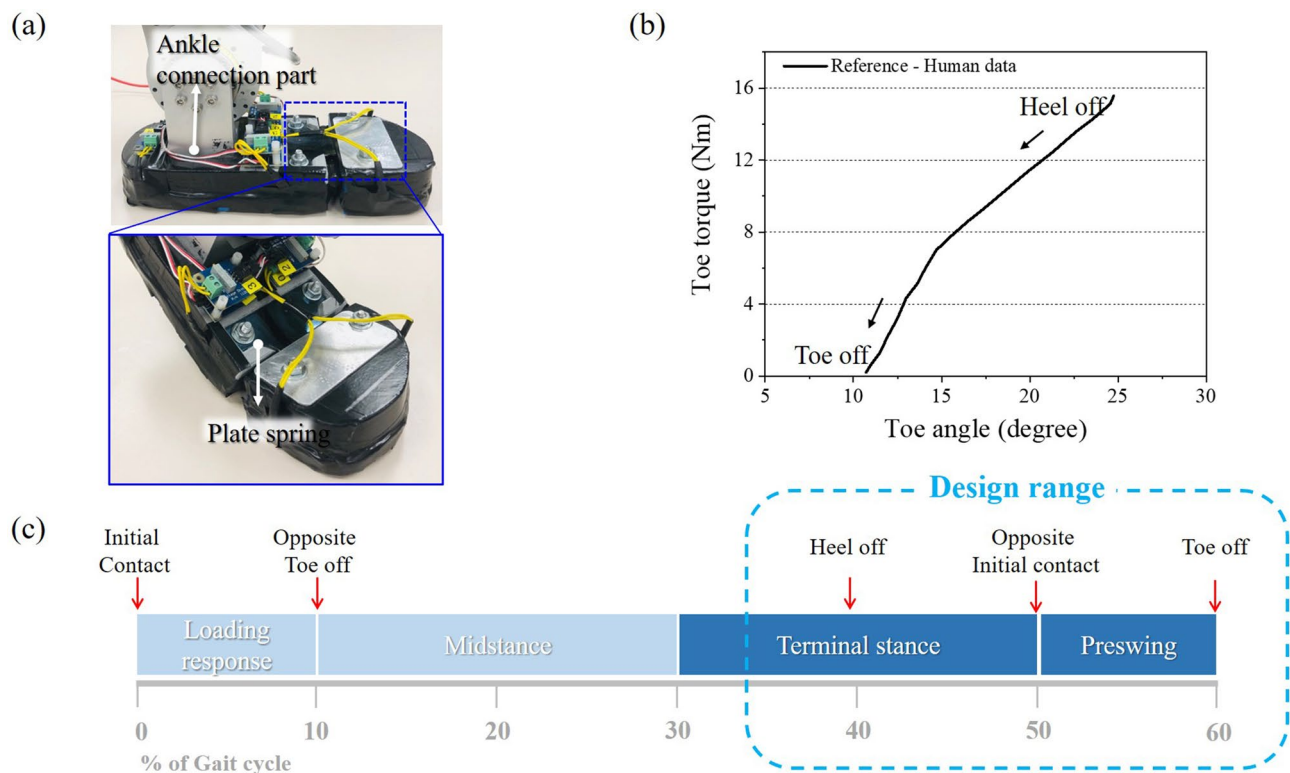 (a)
Ankle
connection part
Plate spring
(b)
Reference - Human data
Heel off
Toe off
Toe torque (Nm)
16
12
8
4
0
5
10
15
20
25
30
Toe angle (degree)
(c)
Design range
Initial
Contact
Opposite
Toe off
Heel off
Opposite
Initial contact
Toe off
Loading
response
Midstance
Terminal stance
Preswing
0
10
20
30
40
50
60
% of Gait cycle